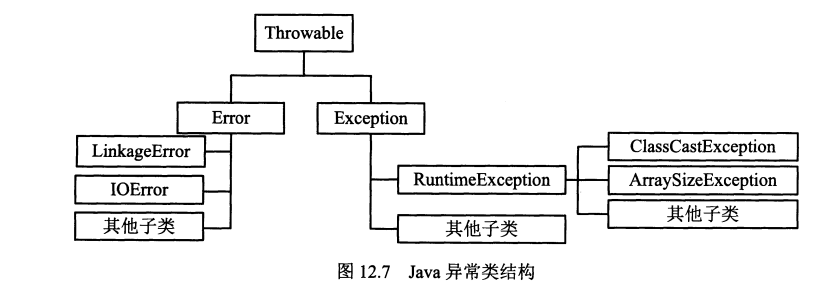 Throwable
Error
Exception
LinkageError
IOError
其他子类
RuntimeException
其他子类
ClassCastException
ArraySizeException
其他子类
图 12.7 Java 异常类结构